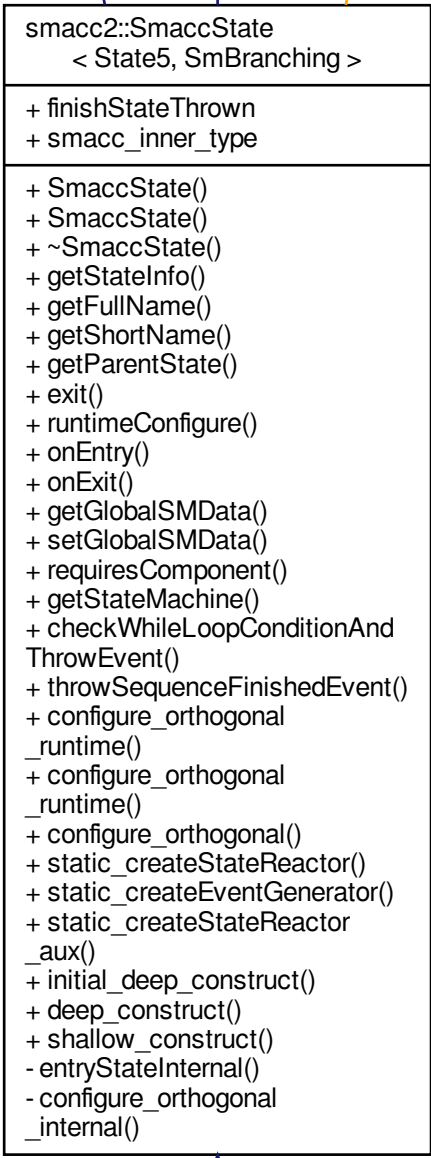 smacc2::SmaccState
< State5, SmBranching >
+ finishStateThrown
+ smacc_inner_type
+ SmaccState()
+ SmaccState()
+ ~SmaccState()
+ getStateInfo()
+ getFullName()
+ getShortName()
+ getParentState()
+ exit()
+ runtimeConfigure()
+ onEntry()
+ onExit()
+ getGlobalSMData()
+ setGlobalSMData()
+ requiresComponent()
+ getStateMachine()
+ checkWhileLoopConditionAnd
ThrowEvent()
+ throwSequenceFinishedEvent()
+ configure_orthogonal
_runtime()
+ configure_orthogonal
_runtime()
+ configure_orthogonal()
+ static_createStateReactor()
+ static_createEventGenerator()
+ static_createStateReactor
_aux()
+ initial_deep_construct()
+ deep_construct()
+ shallow_construct()
- entryStateInternal()
- configure_orthogonal
_internal()